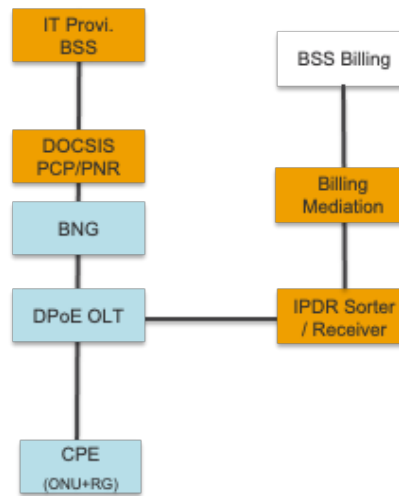 IT Provi.
BSS
BSS Billing
DOCSIS
PCP/PNR
Billing
Mediation
BNG
DPoE OLT
IPDR Sorter
/ Receiver
CPE
(ONU+RG)